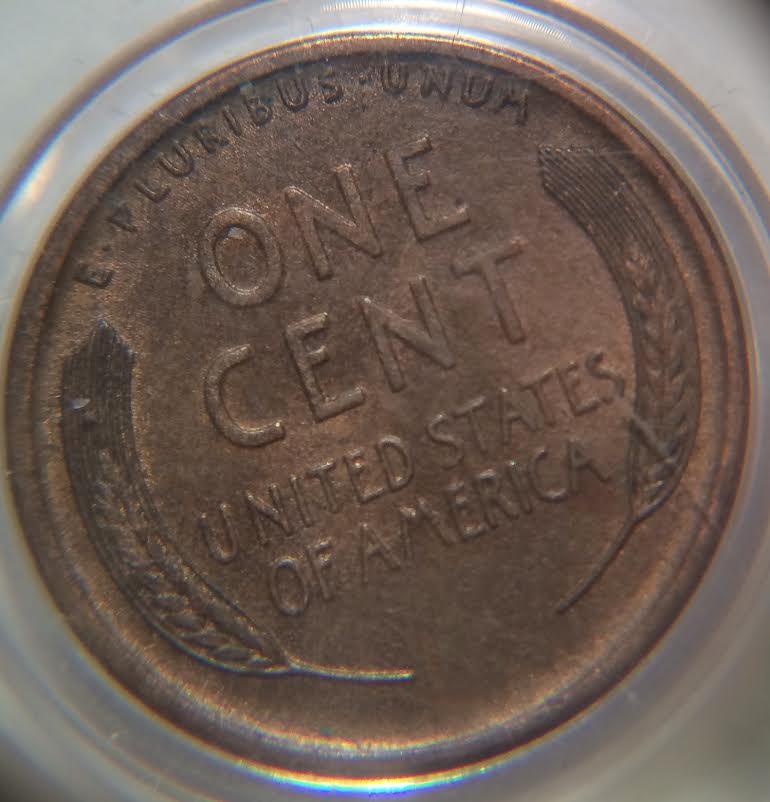 E·PLURIBUS·UNUM
ONE
CENT
UNITED STATES
OF AMERICA